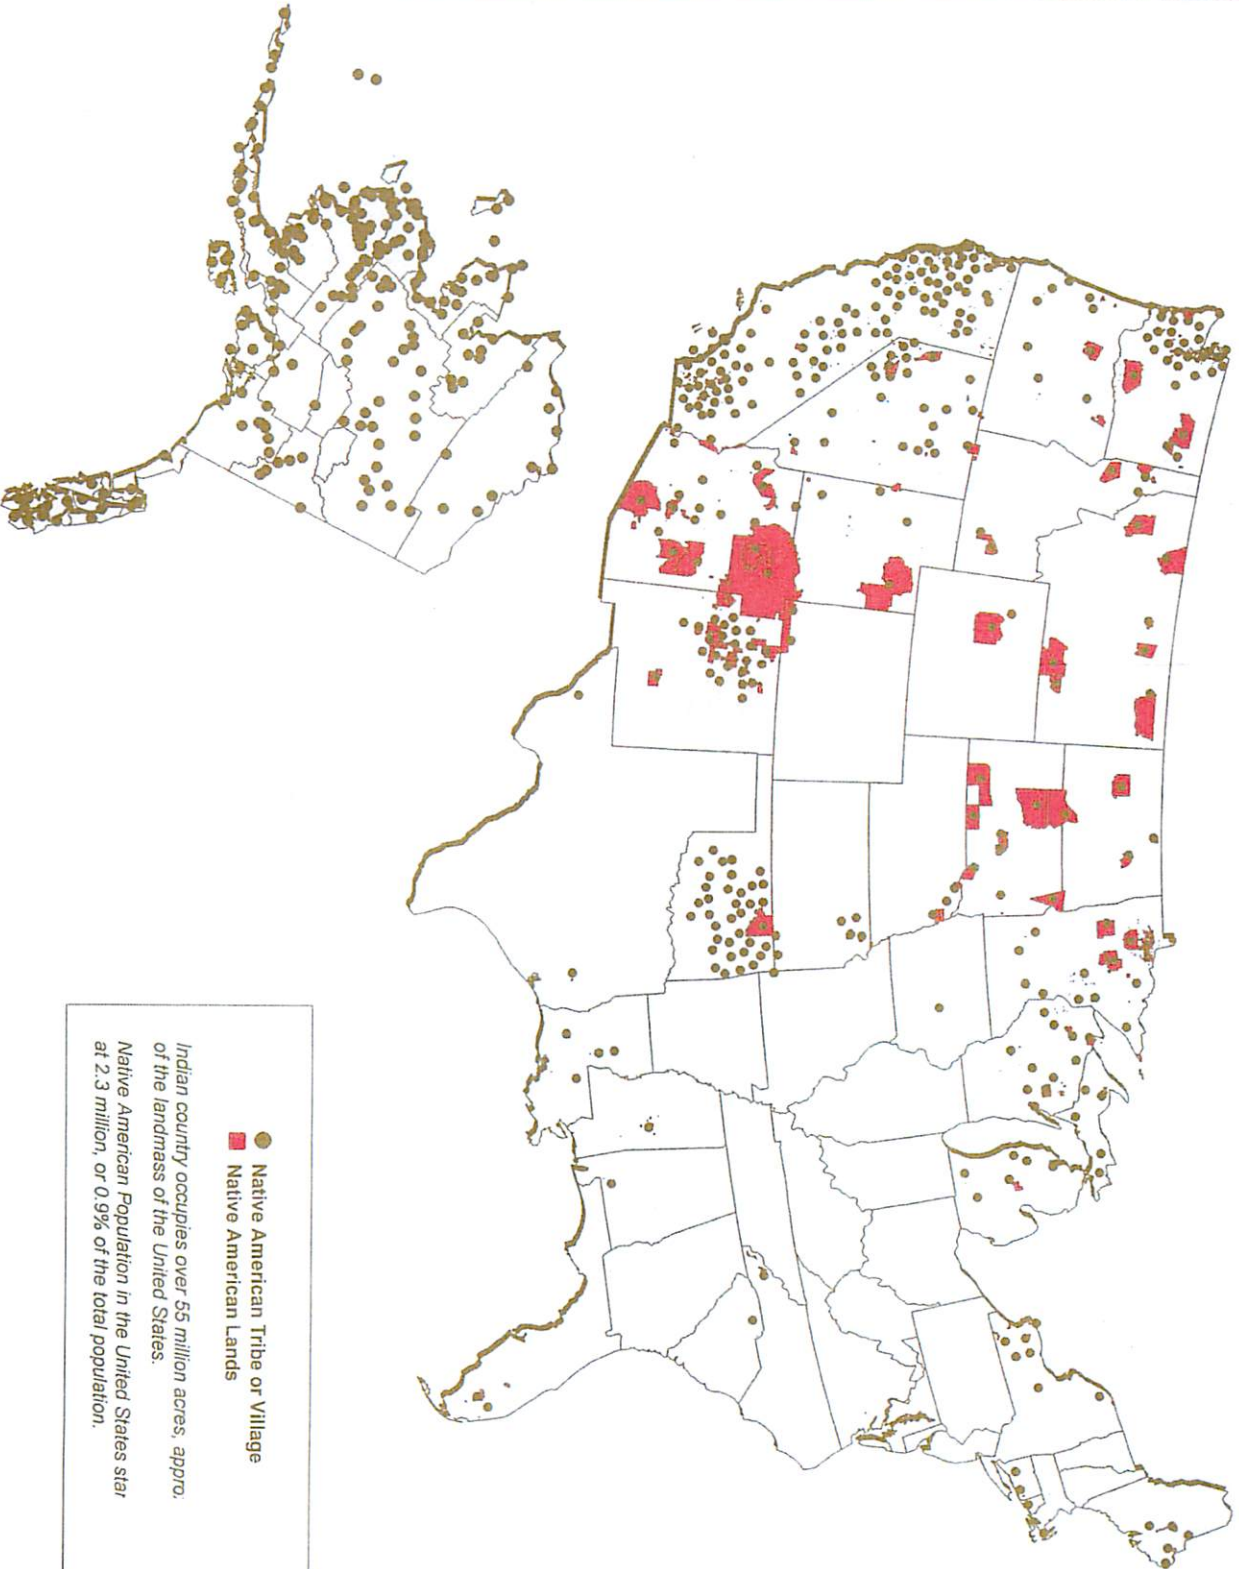 Native American Tribe or Village
Native American Lands
Indian country occupies over 55 million acres, appro
of the landmass of the United States.
Native American Population in the United States star
at 2.3 million, or 0.9% of the total population.